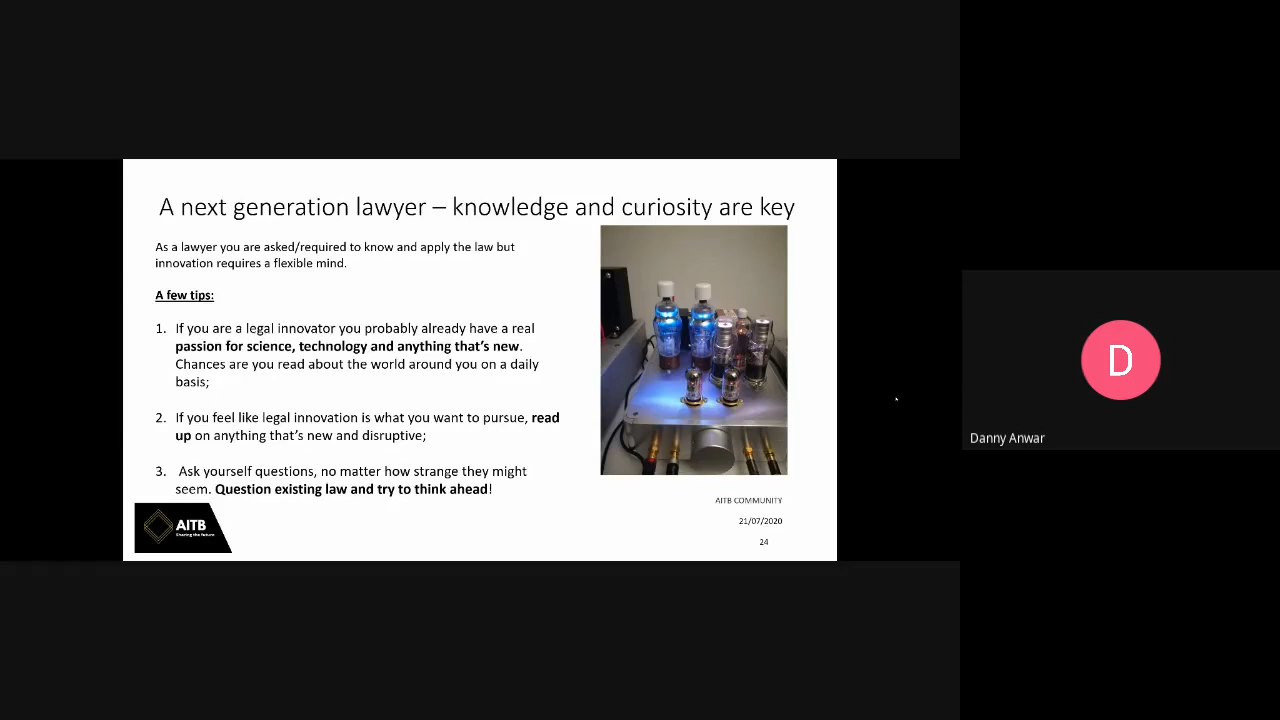 A next generation lawyer – knowledge and curiosity are key
As a lawyer you are asked/required to know and apply the law but
innovation requires a flexible mind.
A few tips:
1. If you are a legal innovator you probably already have a real
passion for science, technology and anything that's new.
Chances are you read about the world around you on a daily
basis;
2. If you feel like legal innovation is what you want to pursue, read
up on anything that's new and disruptive;
3. Ask yourself questions, no matter how strange they might
seem. Question existing law and try to think ahead!
AITB
Sharing the future
AITB COMMUNITY
21/07/2020
24
D
Danny Anwar